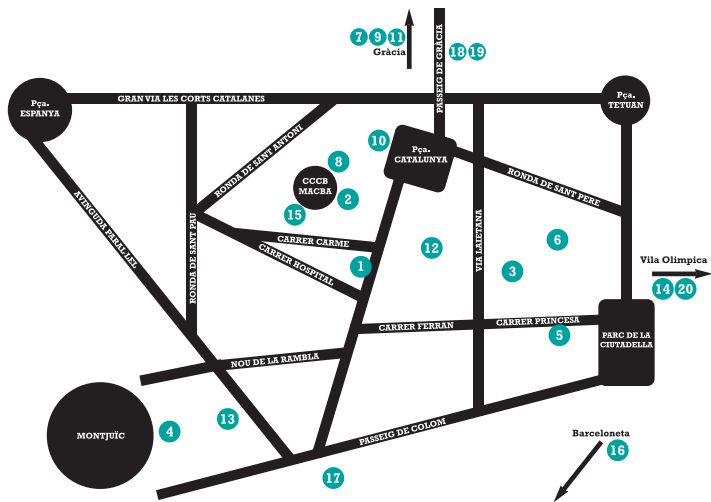 7 9 11
Gràcia
PASSEIG DE GRÀCIA
18 19
Pça.
ESPANYA
GRAN VIA LES CORTS CATALANES
Pça.
TETUAN
RONDA DE SANT ANTONI
10
Pça.
CATALUNYA
8
CCCB
MACBA
2
15
RONDA DE SANT PERE
AVINGUDA PARAL·LEL
RONDA DE SANT PAU
CARRER CARME
CARRER HOSPITAL
1
12
VIA LAIETANA
6
3
Vila Olimpica
14 20
CARRER FERRAN
CARRER PRINCESA
5
PARC DE LA
CIUTADELLA
NOU DE LA RAMBLA
MONTJUÏC
4
13
PASSEIG DE COLOM
17
Barceloneta
16